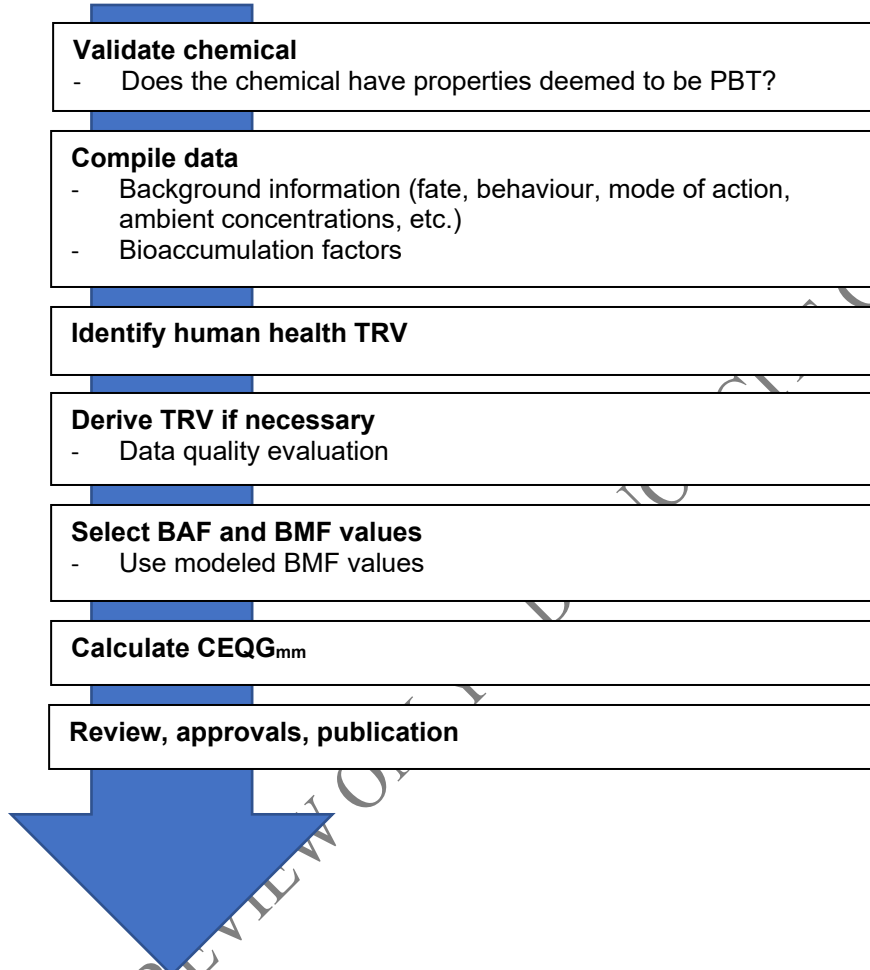 Validate chemical
- Does the chemical have properties deemed to be PBT?
Compile data
- Background information (fate, behaviour, mode of action,
ambient concentrations, etc.)
- Bioaccumulation factors
Identify human health TRV
Derive TRV if necessary
- Data quality evaluation
Select BAF and BMF values
- Use modeled BMF values
Calculate CEQGmm
Review, approvals, publication